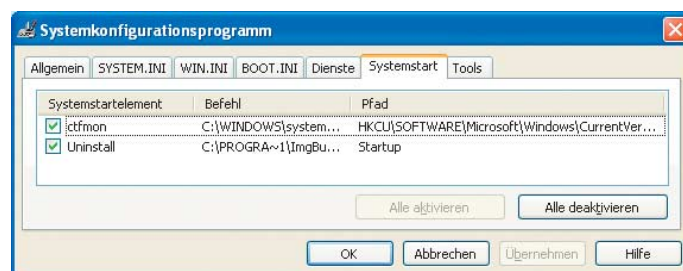 Systemkonfigurationsprogramm
Allgemein SYSTEM.INI WIN.INI BOOT.INI Dienste Systemstart Tools
Systemstartelement Befehl Pfad
ctfmon C:\WINDOWS\system... HKCU\SOFTWARE\Microsoft\Windows\CurrentVer...
Uninstall C:\PROGRA~1\ImgBu... Startup
Alle aktivieren Alle deaktivieren
OK Abbrechen Übernehmen Hilfe